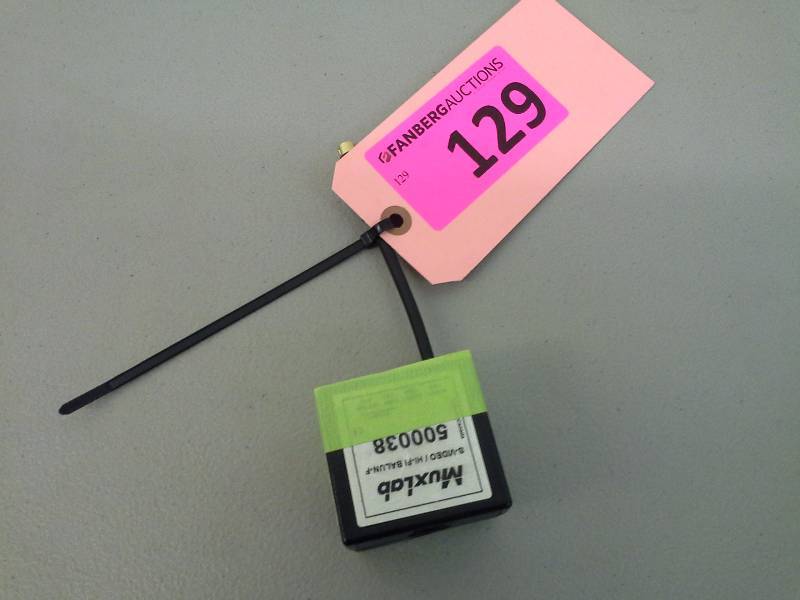 FANBERGAUCTIONS
129
129
MuxLab
S-VIDEO / HI-FI BALUN-F
500038